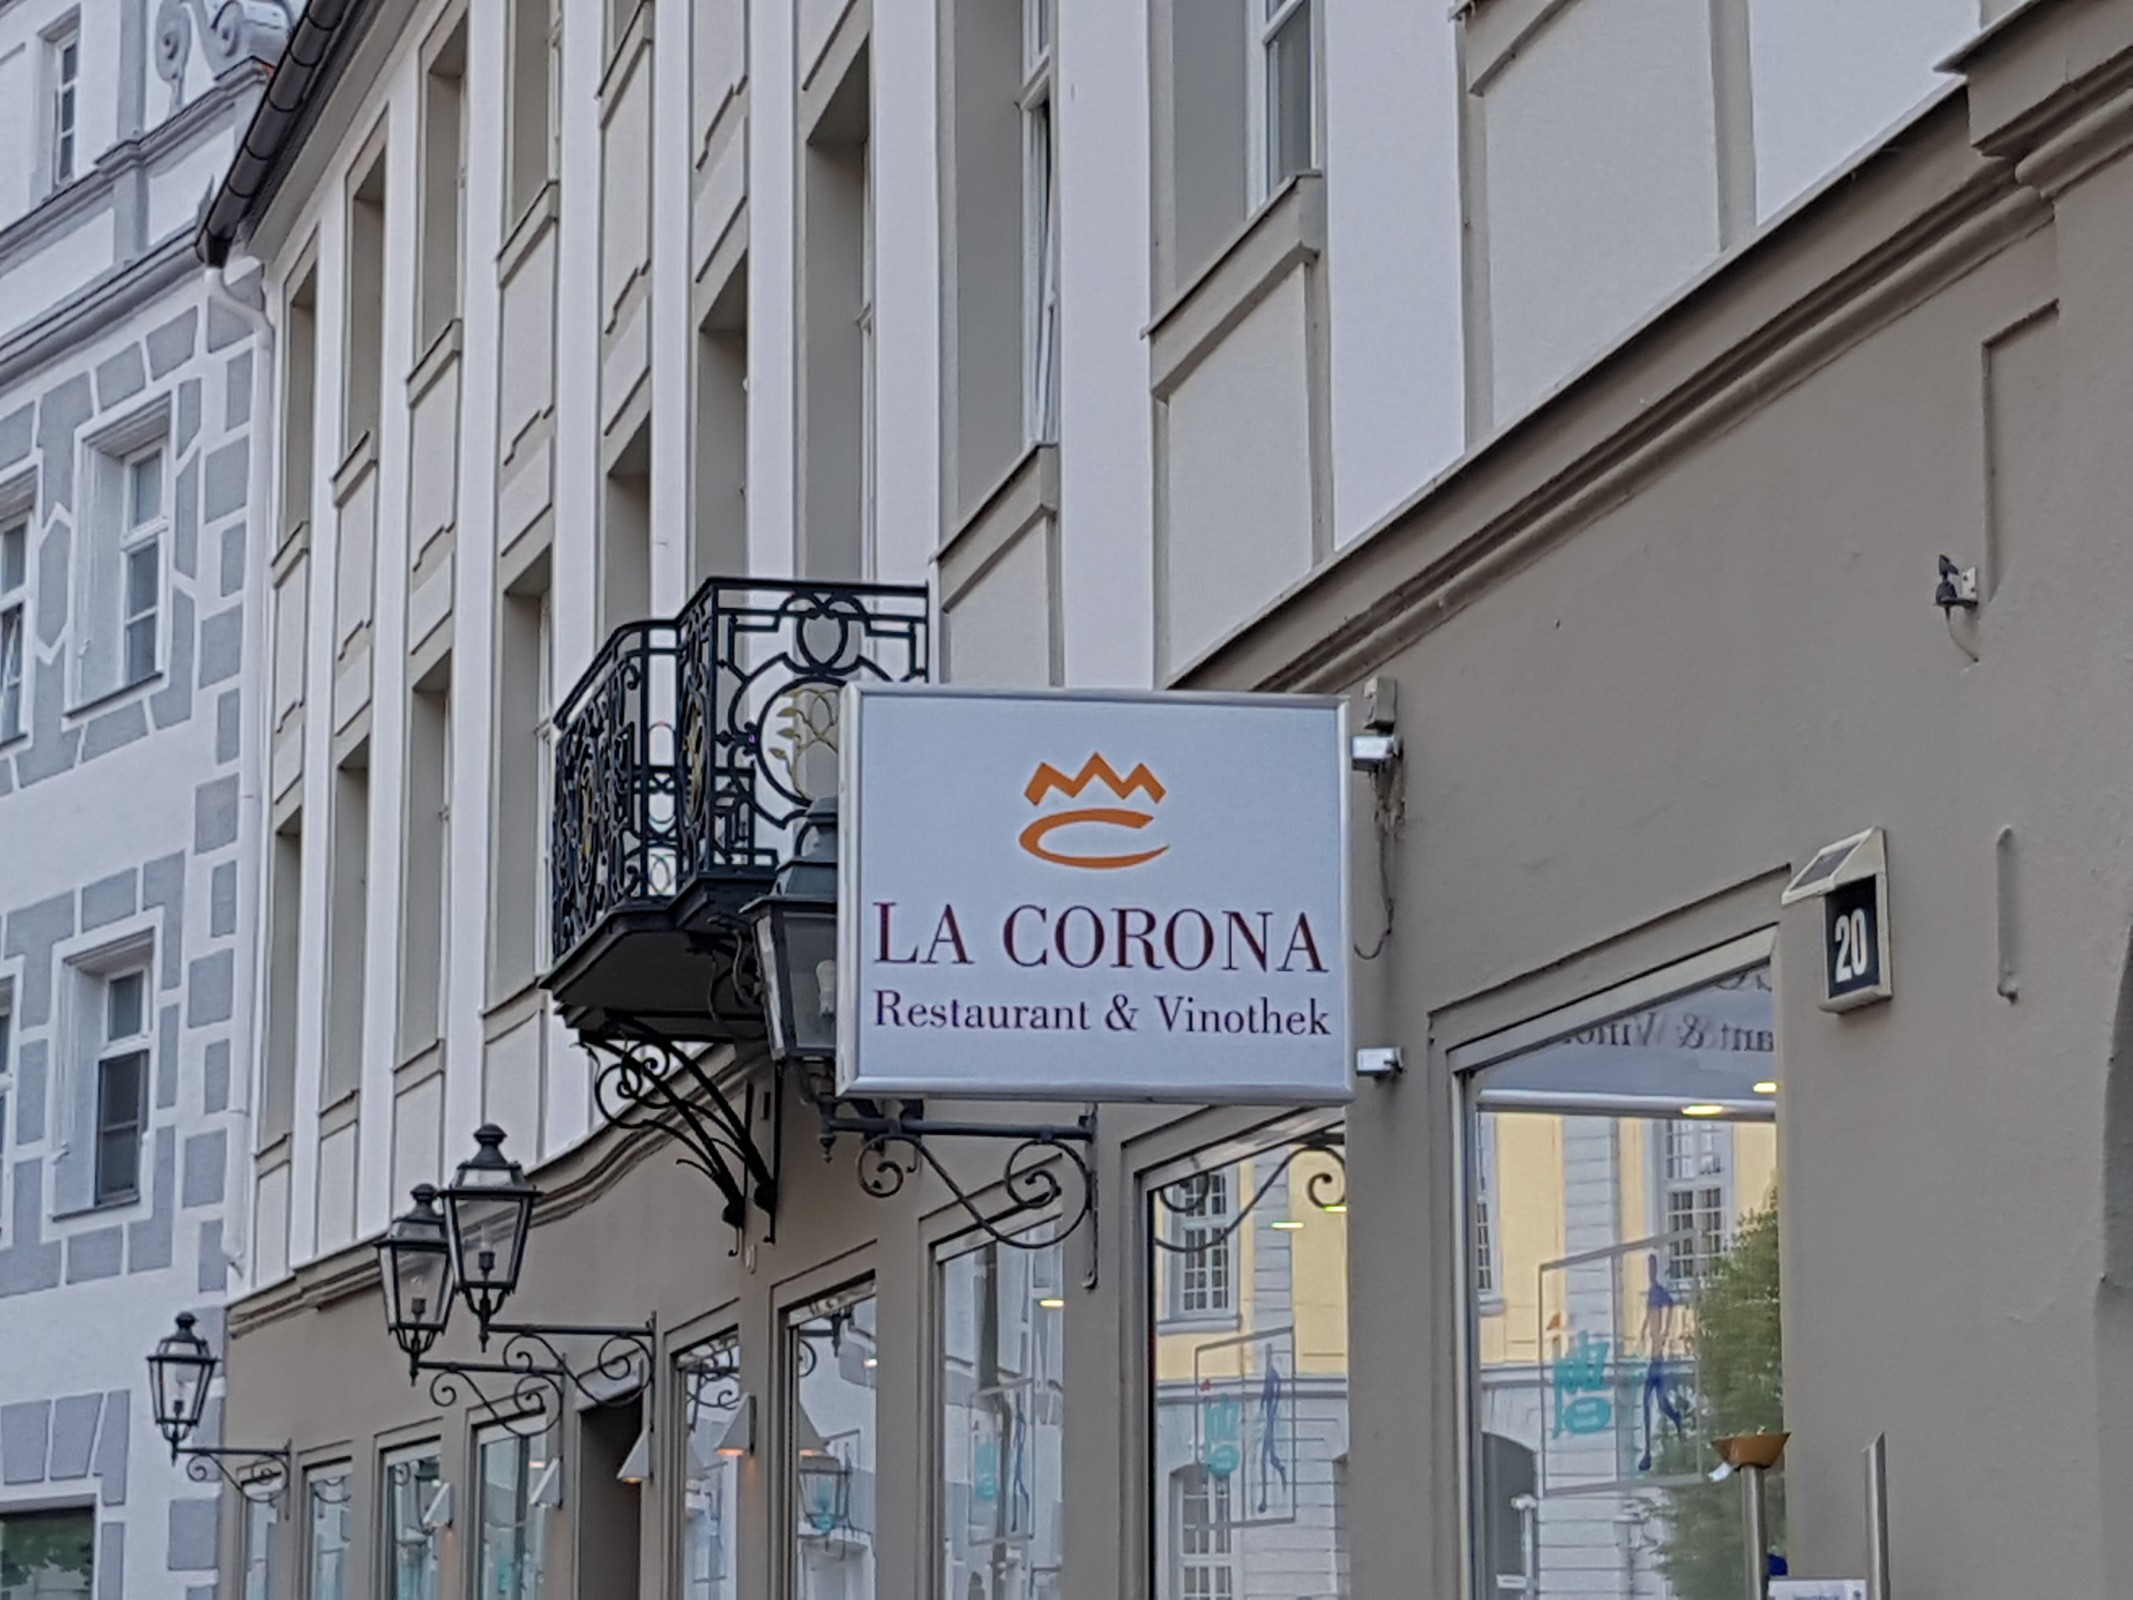 LA CORONA
Restaurant & Vinothek
20